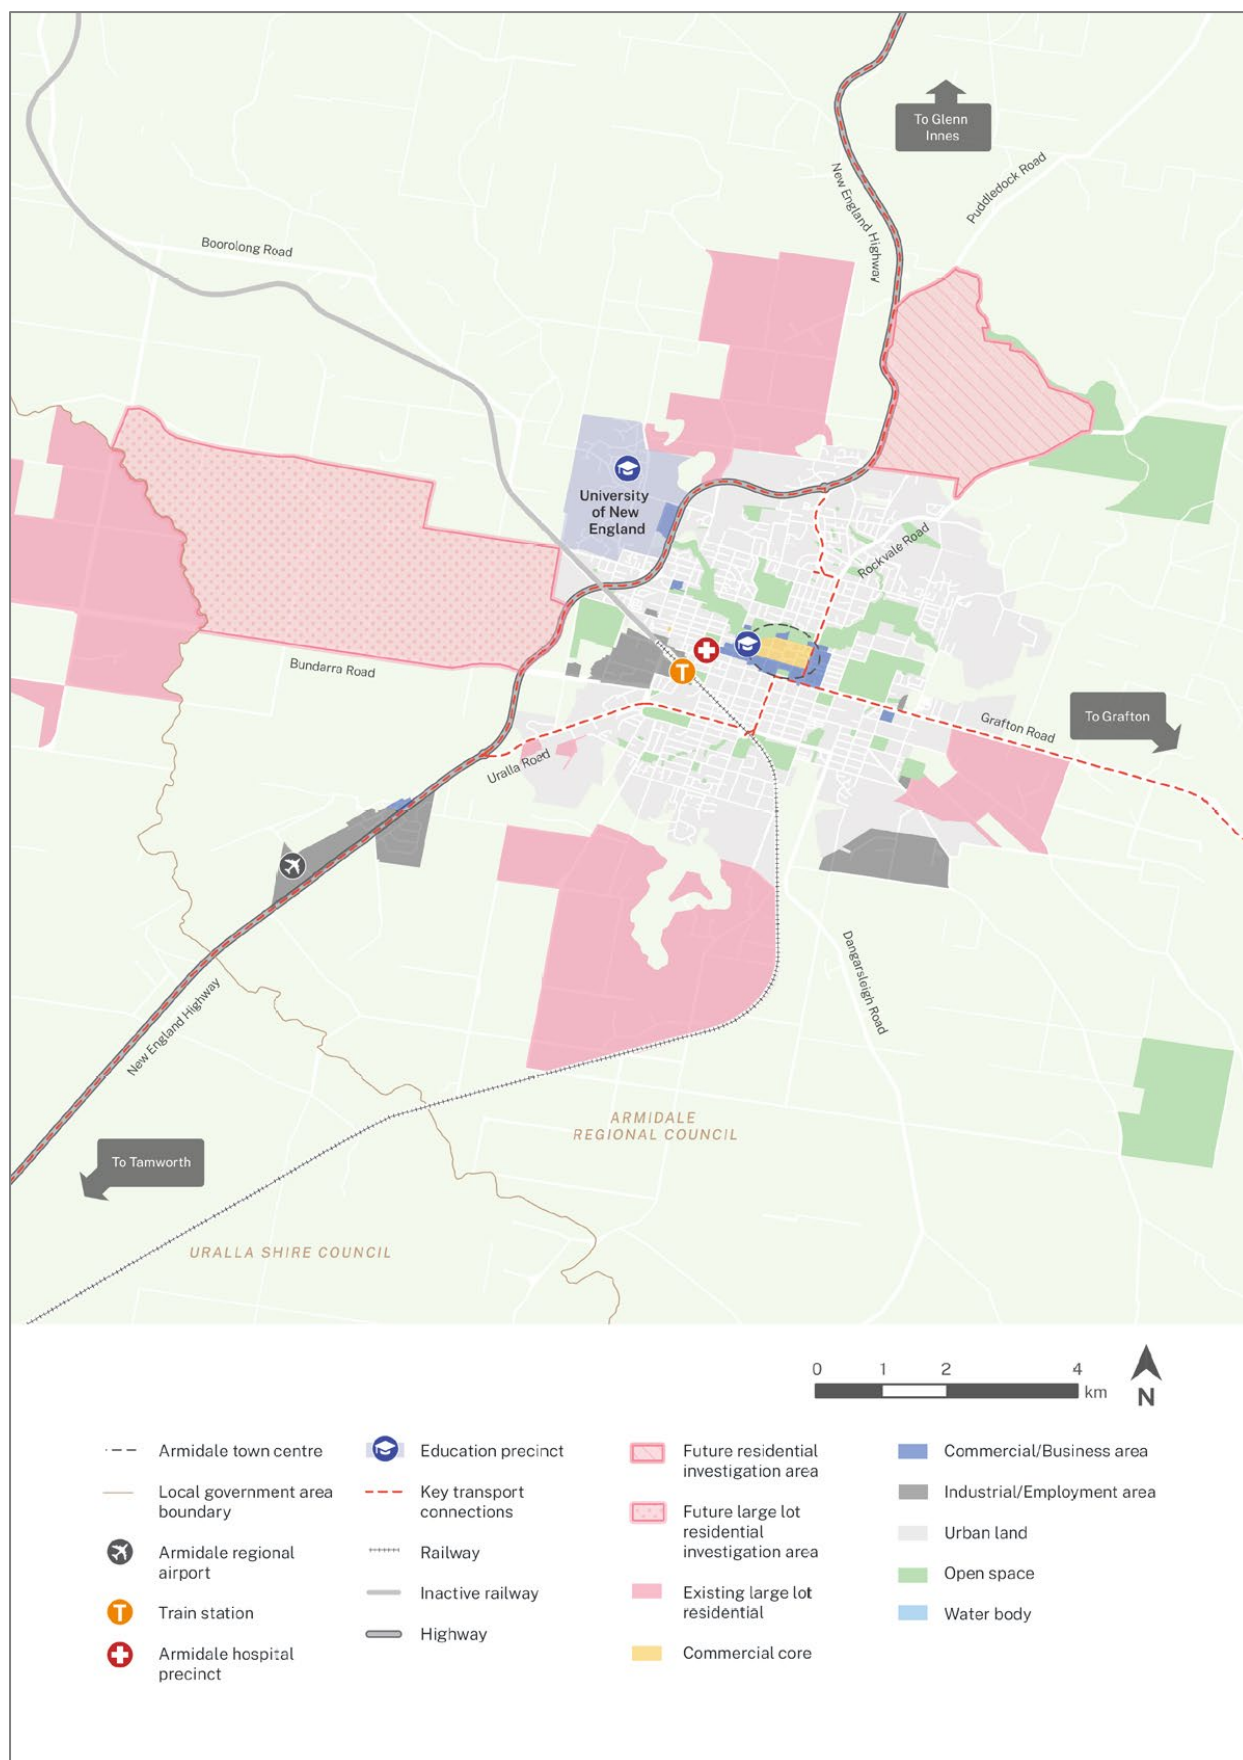 To Glenn
Innes
Puddledock Road
New England Highway
Boorolong Road
University
of New
England
Rockvale Road
Bundarra Road
Grafton Road
To Grafton
Uralla Road
Dangarsleigh Road
New England Highway
ARMIDALE
REGIONAL COUNCIL
To Tamworth
URALLA SHIRE COUNCIL
T
0 1 2 4
km
N
Armidale town centre
Local government area
boundary
Armidale regional
airport
T
Train station
Armidale hospital
precinct
Education precinct
Key transport
connections
Railway
Inactive railway
Highway
Future residential
investigation area
Future large lot
residential
investigation area
Existing large lot
residential
Commercial core
Commercial/Business area
Industrial/Employment area
Urban land
Open space
Water body